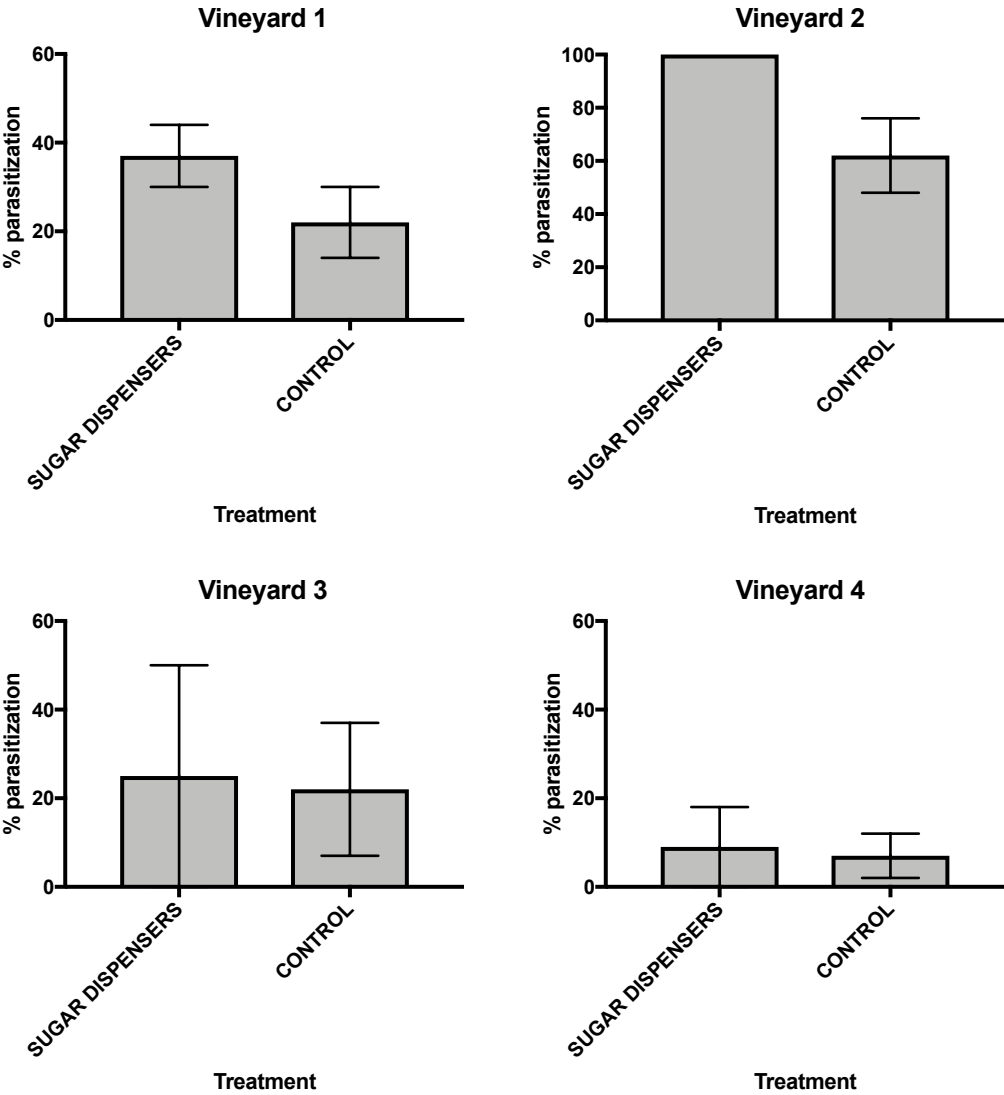 Vineyard 1
60
40
20
0
% parasitization
SUGAR DISPENSERS
CONTROL
Treatment
Vineyard 2
100
80
60
40
20
0
% parasitization
SUGAR DISPENSERS
CONTROL
Treatment
Vineyard 3
60
40
20
0
% parasitization
SUGAR DISPENSERS
CONTROL
Treatment
Vineyard 4
60
40
20
0
% parasitization
SUGAR DISPENSERS
CONTROL
Treatment